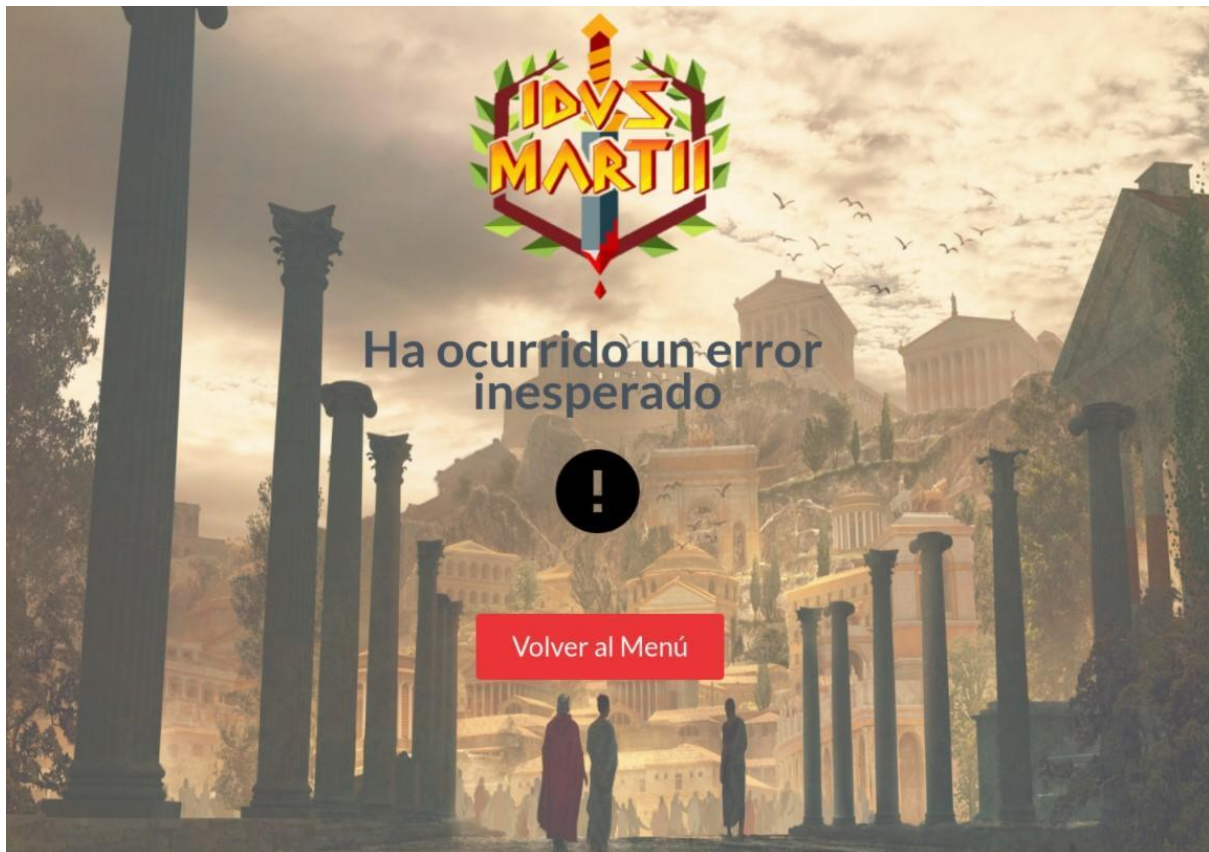 IDVS
MARTII
Ha ocurrido un error
inesperado
!
Volver al Menú